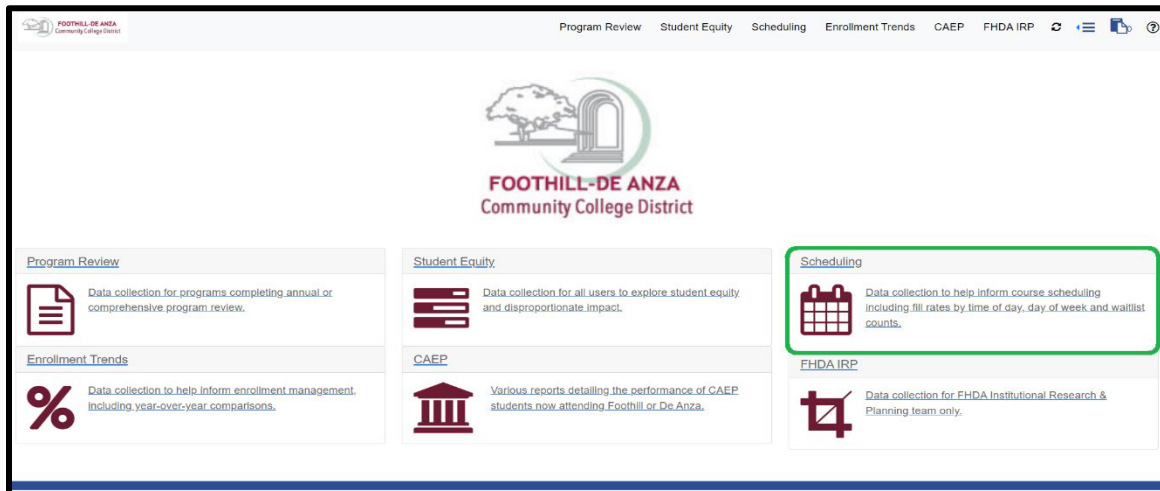 FOOTHILL-DE ANZA
Community College District
Program Review Student Equity Scheduling Enrollment Trends CAEP FHDA IRP
FOOTHILL-DE ANZA
Community College District
Program Review
Data collection for programs completing annual or
comprehensive program review.
Student Equity
Data collection for all users to explore student equity
and disproportionate impact.
Scheduling
Data collection to help inform course scheduling
including fill rates by time of day, day of week and waitlist
counts.
Enrollment Trends
Data collection to help inform enrollment management,
including year-over-year comparisons.
CAEP
Various reports detailing the performance of CAEP
students now attending Foothill or De Anza.
FHDA IRP
Data collection for FHDA Institutional Research &
Planning team only.